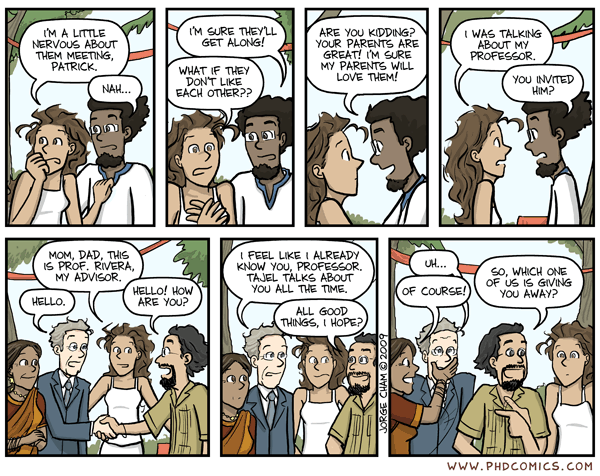 I'M A LITTLE
NERVOUS ABOUT
THEM MEETING,
PATRICK.
NAH...
I'M SURE THEY'LL
GET ALONG!
WHAT IF THEY
DON'T LIKE
EACH OTHER??
ARE YOU KIDDING?
YOUR PARENTS ARE
GREAT! I'M SURE
MY PARENTS WILL
LOVE THEM!
I WAS TALKING
ABOUT MY
PROFESSOR.
YOU INVITED
HIM?
MOM, DAD, THIS
IS PROF. RIVERA,
MY ADVISOR.
HELLO.
HELLO! HOW
ARE YOU?
I FEEL LIKE I ALREADY
KNOW YOU, PROFESSOR.
TAJEL TALKS ABOUT
YOU ALL THE TIME.
ALL GOOD
THINGS, I HOPE?
JORGE CHAM © 2009
UH...
OF COURSE!
SO, WHICH ONE
OF US IS GIVING
YOU AWAY?
WWW.PHDCOMICS.COM